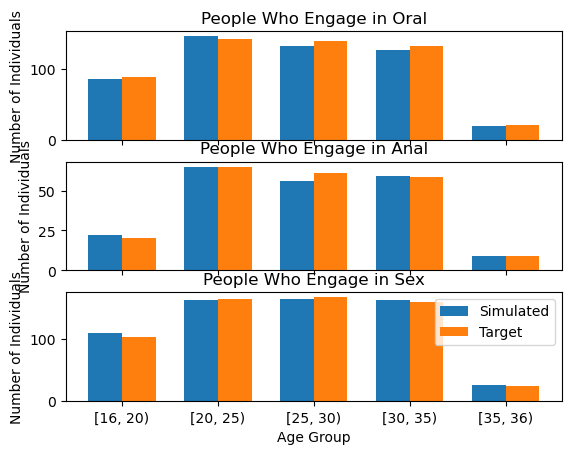 People Who Engage in Oral
Number of Individuals
100
0
People Who Engage in Anal
Number of Individuals
50
25
0
People Who Engage in Sex
Number of Individuals
100
0
Simulated
Target
[16, 20)
[20, 25)
[25, 30)
[30, 35)
[35, 36)
Age Group